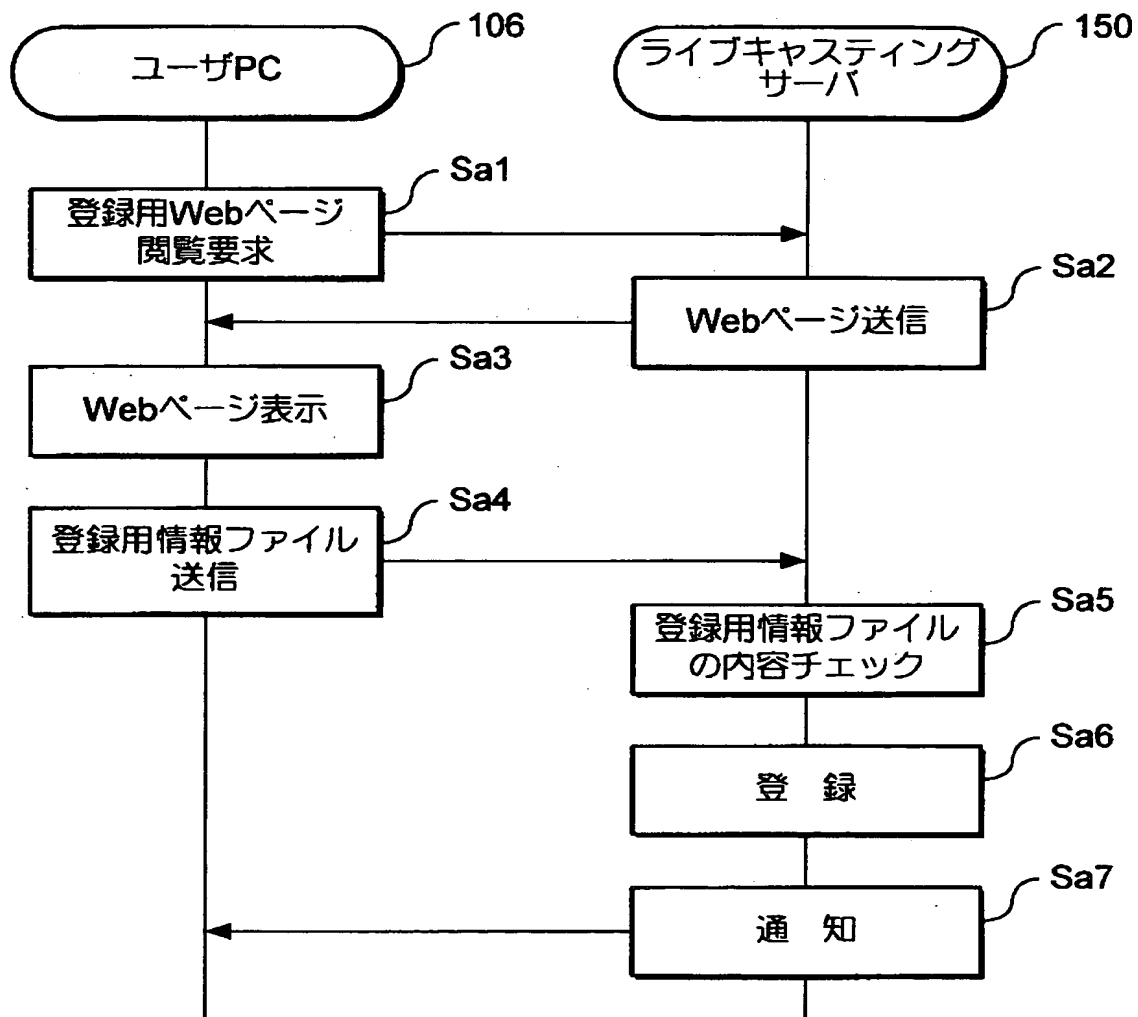 106
ユーザPC
150
ライブキャスティング
サーバ
Sa1
登録用Webページ
閲覧要求
Sa2
Webページ送信
Sa3
Webページ表示
Sa4
登録用情報ファイル
送信
Sa5
登録用情報ファイル
の内容チェック
Sa6
登 録
Sa7
通 知